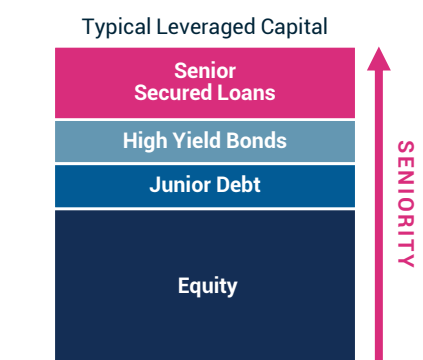 Typical Leveraged Capital
Senior
Secured Loans
High Yield Bonds
Junior Debt
Equity
SENIORITY